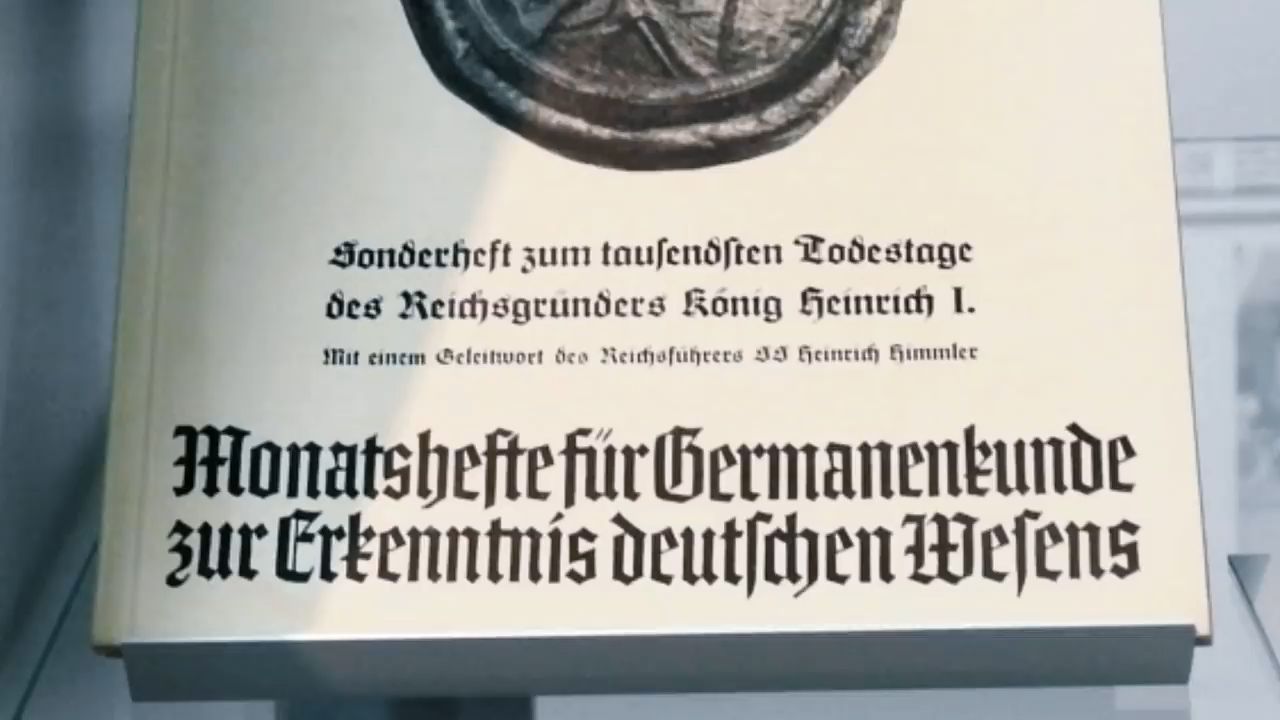 Sonderheft zum tauſendſten Todestage
des Reichsgründers König Heinrich I.
Mit einem Geleitwort des Reichsführers SS Heinrich Himmler
Monatshefte für Germanenkunde
zur Erkenntnis deutſchen Weſens